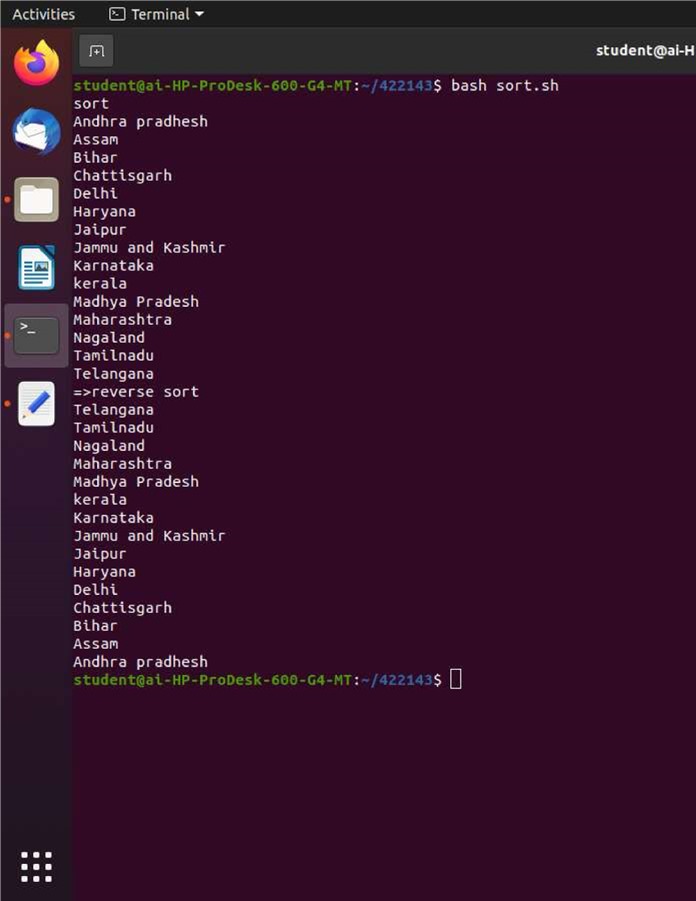 Activities
Terminal
student@ai-H
student@ai-HP-ProDesk-600-G4-MT:~/422143$ bash sort.sh
sort
Andhra pradhesh
Assam
Bihar
Chattisgarh
Delhi
Haryana
Jaipur
Jammu and Kashmir
Karnataka
kerala
Madhya Pradesh
Maharashtra
Nagaland
Tamilnadu
Telangana
=>reverse sort
Telangana
Tamilnadu
Nagaland
Maharashtra
Madhya Pradesh
kerala
Karnataka
Jammu and Kashmir
Jaipur
Haryana
Delhi
Chattisgarh
Bihar
Assam
Andhra pradhesh
student@ai-HP-ProDesk-600-G4-MT:~/422143$